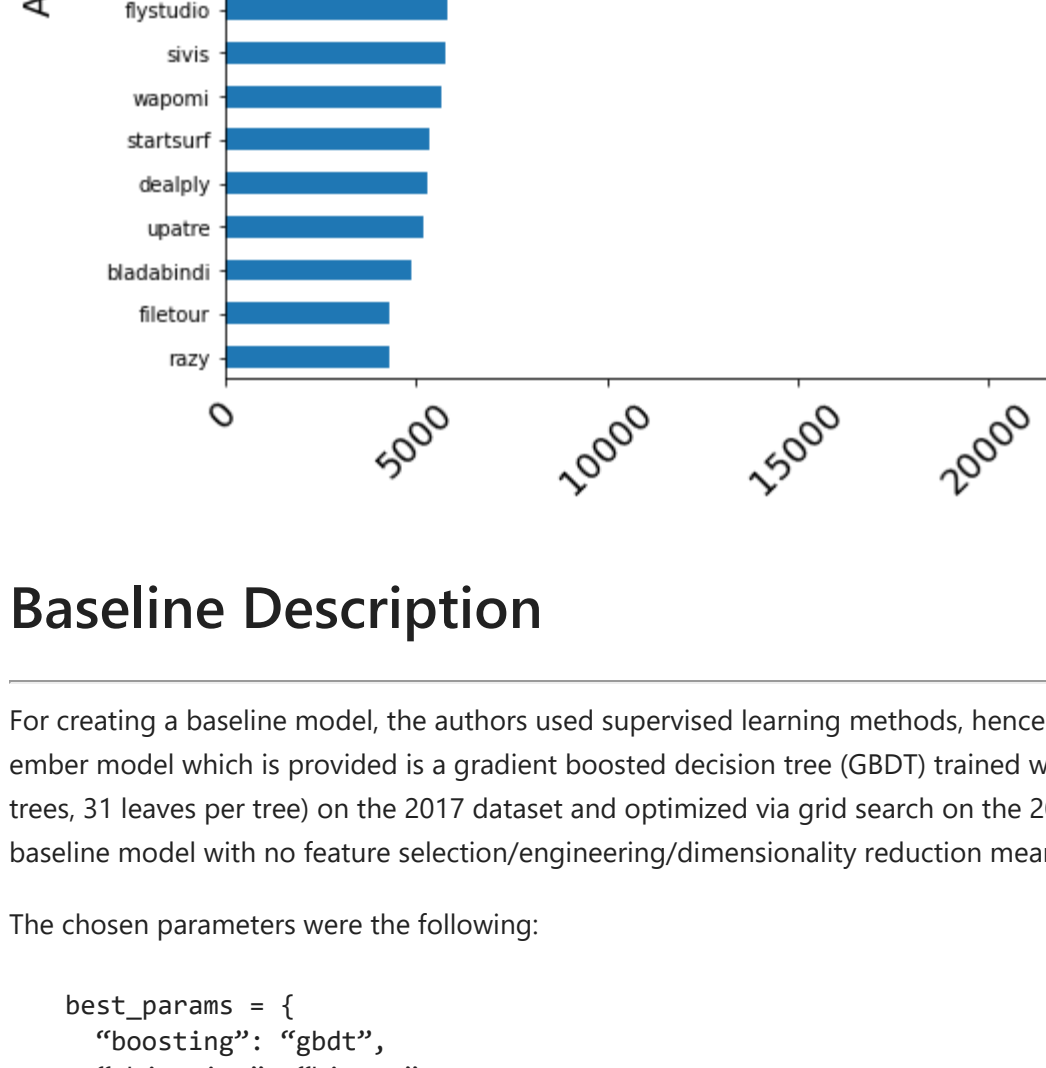 A
flystudio
sivis
wapomi
startsurf
dealply
upatre
bladabindi
filetour
razy
0
5000
10000
15000
20000
Baseline Description
For creating a baseline model, the authors used supervised learning methods, hence
ember model which is provided is a gradient boosted decision tree (GBDT) trained
trees, 31 leaves per tree) on the 2017 dataset and optimized via grid search on the
baseline model with no feature selection/engineering/dimensionality reduction
The chosen parameters were the following:
best_params = {
“boosting”: “gbdt”,